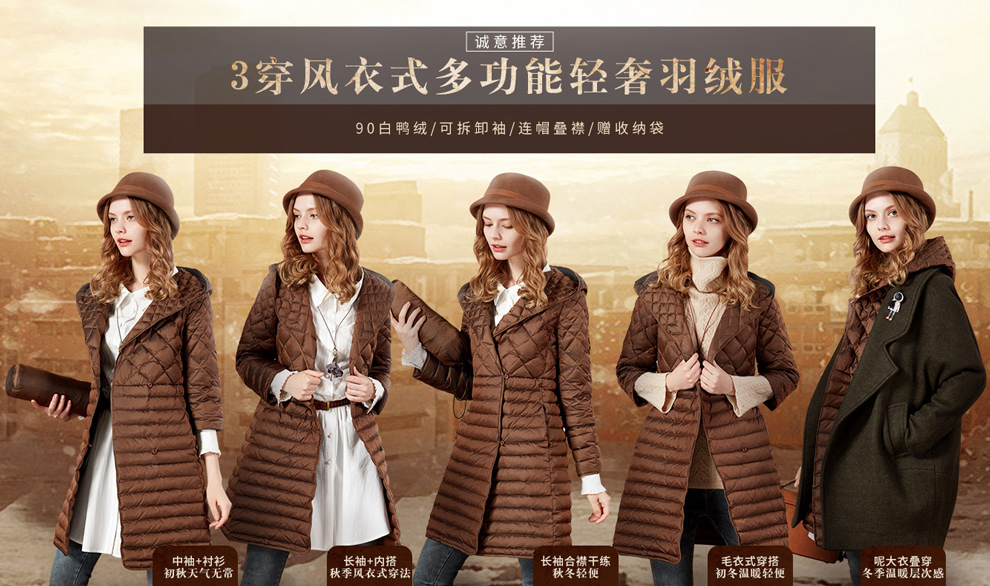 诚意推荐
3穿风衣式多功能轻奢羽绒服
90白鸭绒/可拆卸袖/连帽叠襟/赠收纳袋
中袖+衬衫
初秋天气无常
长袖+内搭
秋季风衣式穿法
长袖合襟干练
秋冬轻便
毛衣式穿搭
初冬温暖轻便
呢大衣叠穿
冬季温暖层次感